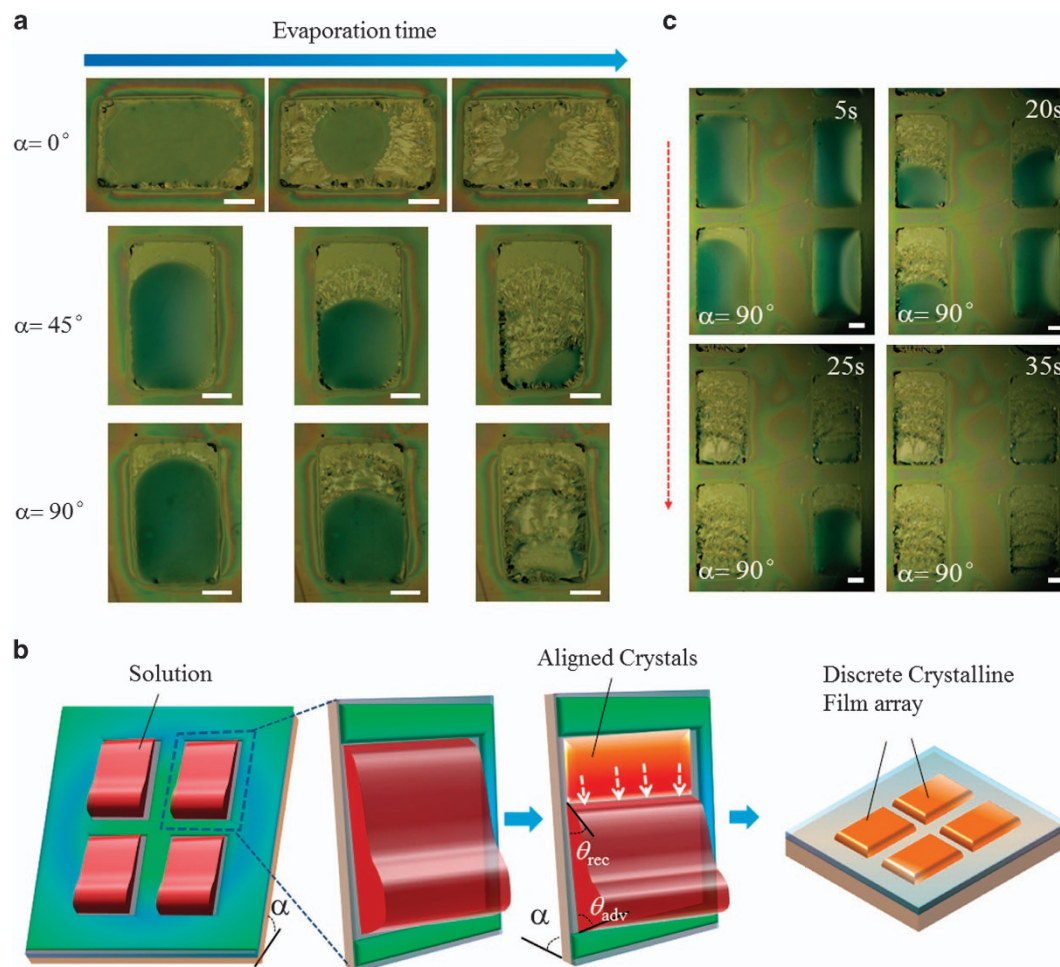 a
Evaporation time
α= 0°
α= 45°
α= 90°
c
5s
20s
α= 90°
α= 90°
25s
35s
α= 90°
α= 90°
b
Solution
α
Aligned Crystals
θrec
θadv
α
Discrete Crystalline
Film array